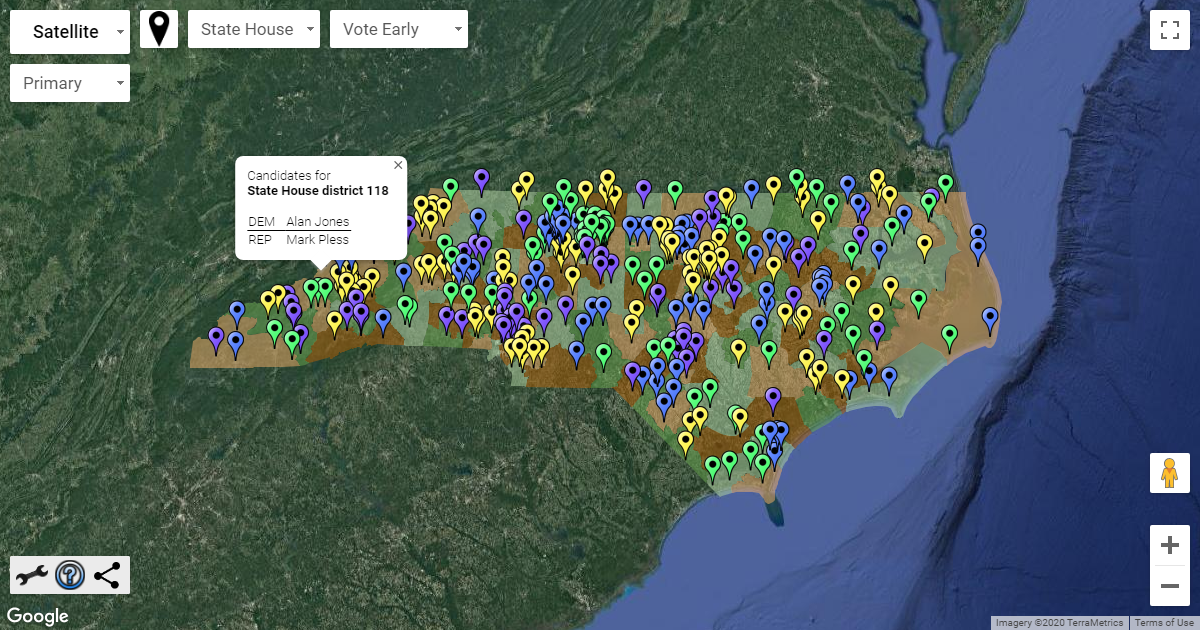 Satellite
State House
Vote Early
Primary
Candidates for
State House district 118
DEM Alan Jones
REP Mark Pless
Google
Imagery ©2020 TerraMetrics
Terms of Use